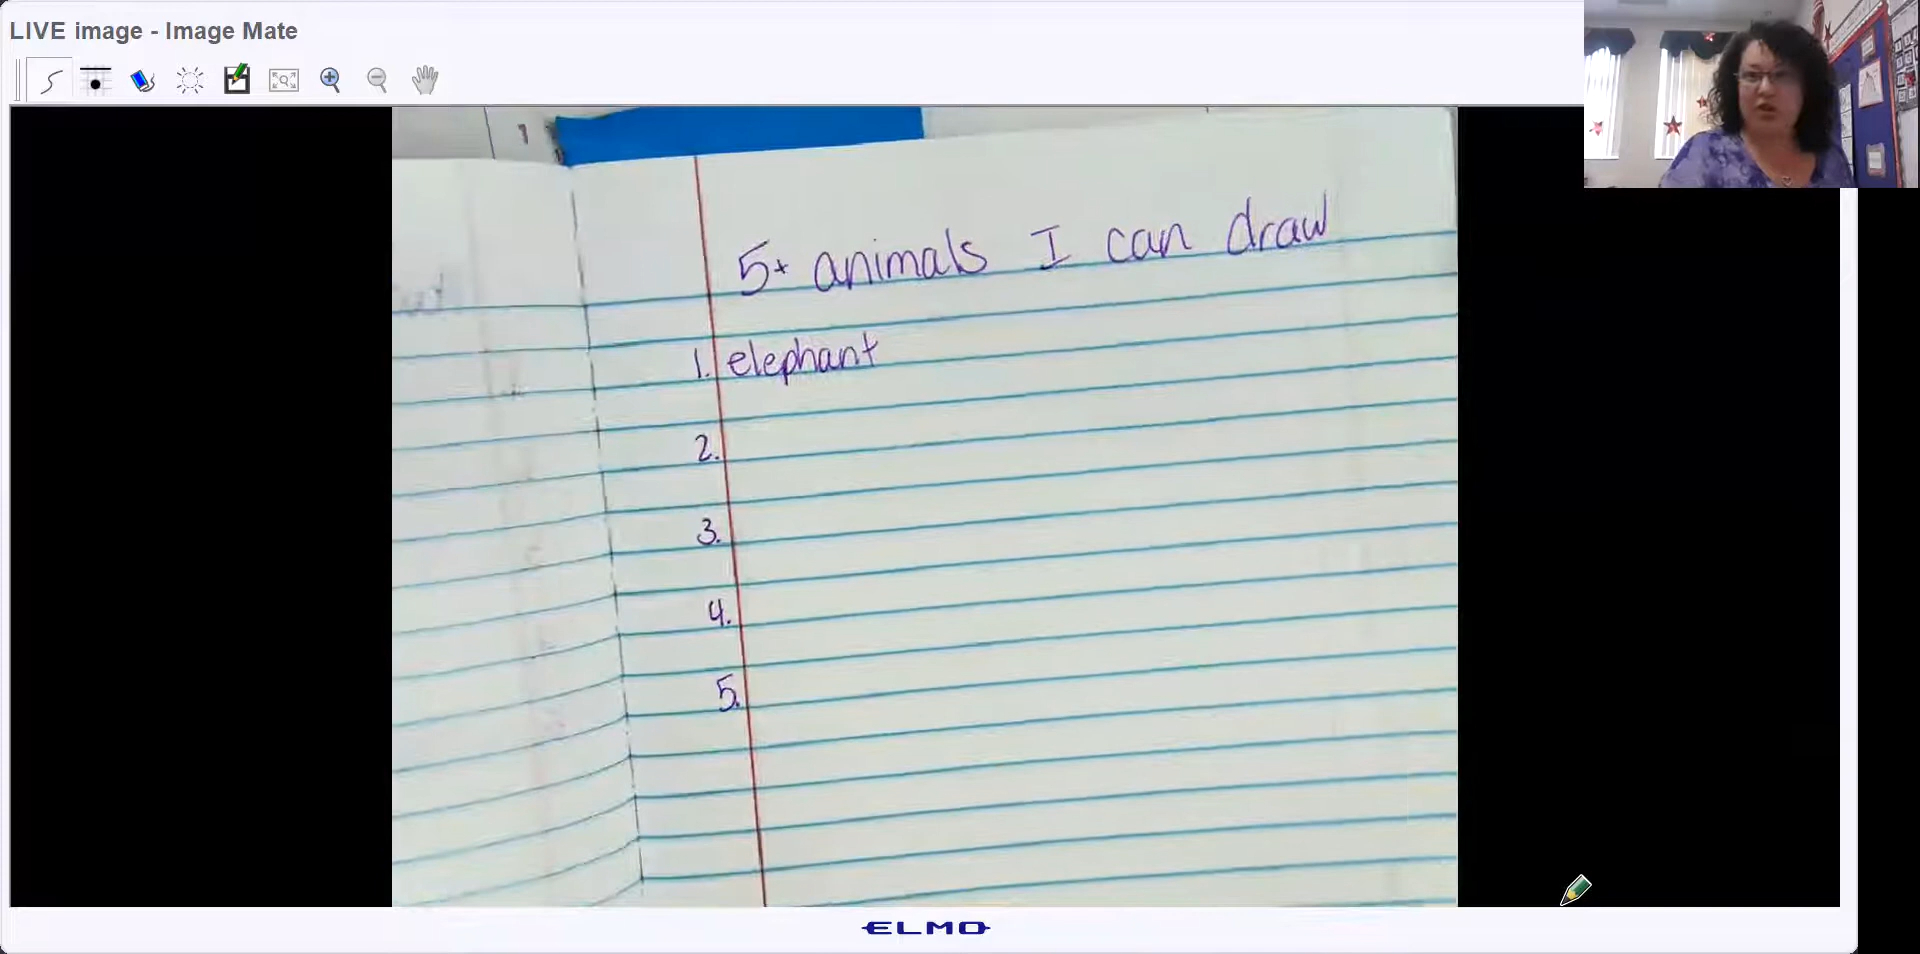 LIVE image - Image Mate
5+ animals I can draw
1. elephant
2.
3.
4.
5.
ELMO